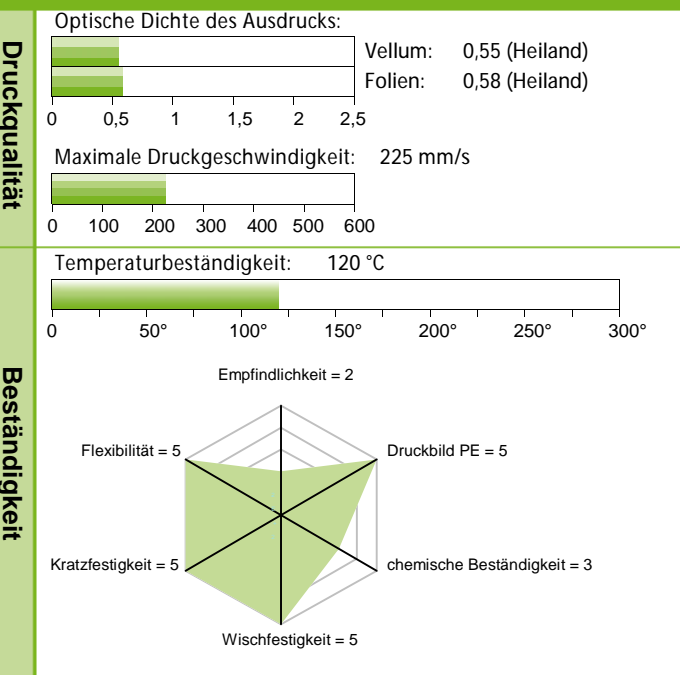 Druckqualität
Optische Dichte des Ausdrucks:
Vellum: 0,55 (Heiland)
Folien: 0,58 (Heiland)
0 0,5 1 1,5 2 2,5
Maximale Druckgeschwindigkeit: 225 mm/s
0 100 200 300 400 500 600
Beständigkeit
Temperaturbeständigkeit: 120 °C
0 50° 100° 150° 200° 250° 300°
Empfindlichkeit = 2
Flexibilität = 5
Druckbild PE = 5
Kratzfestigkeit = 5
chemische Beständigkeit = 3
Wischfestigkeit = 5